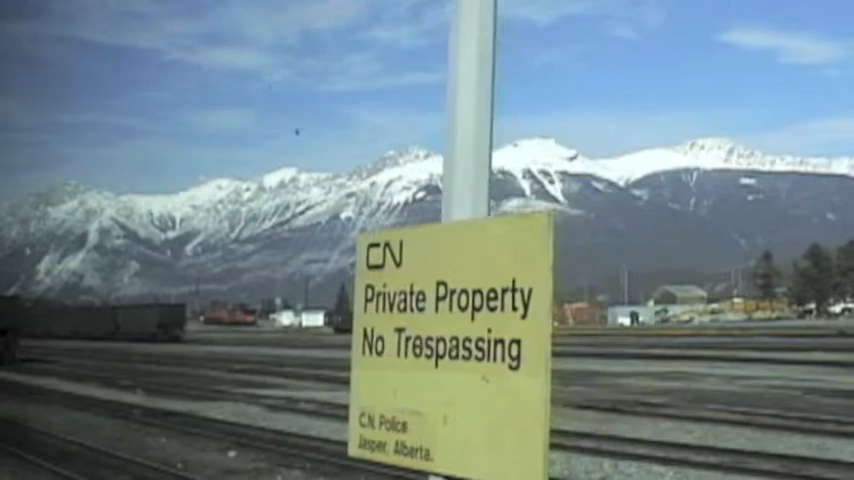 CN
Private Property
No Trespassing
C.N. Police
Jasper, Alberta.